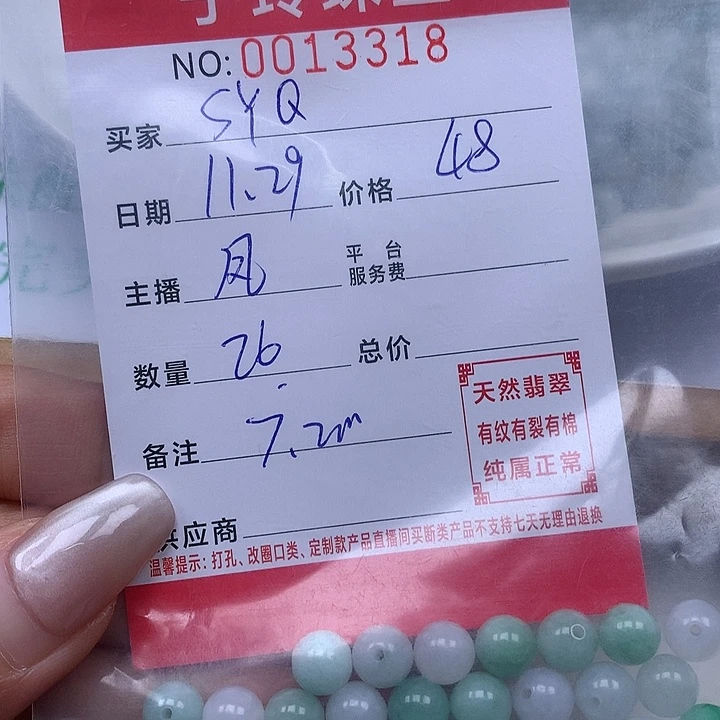 NO: 0013318
买家 SYQ
日期 11.29 价格 48
主播 凤
平台
服务费
数量 26 总价
备注 7.2m
天然翡翠
有纹有裂有棉
纯属正常
供应商
温馨提示：打孔、改圈口类、定制款产品直播间买断类产品不支持七天无理由退换